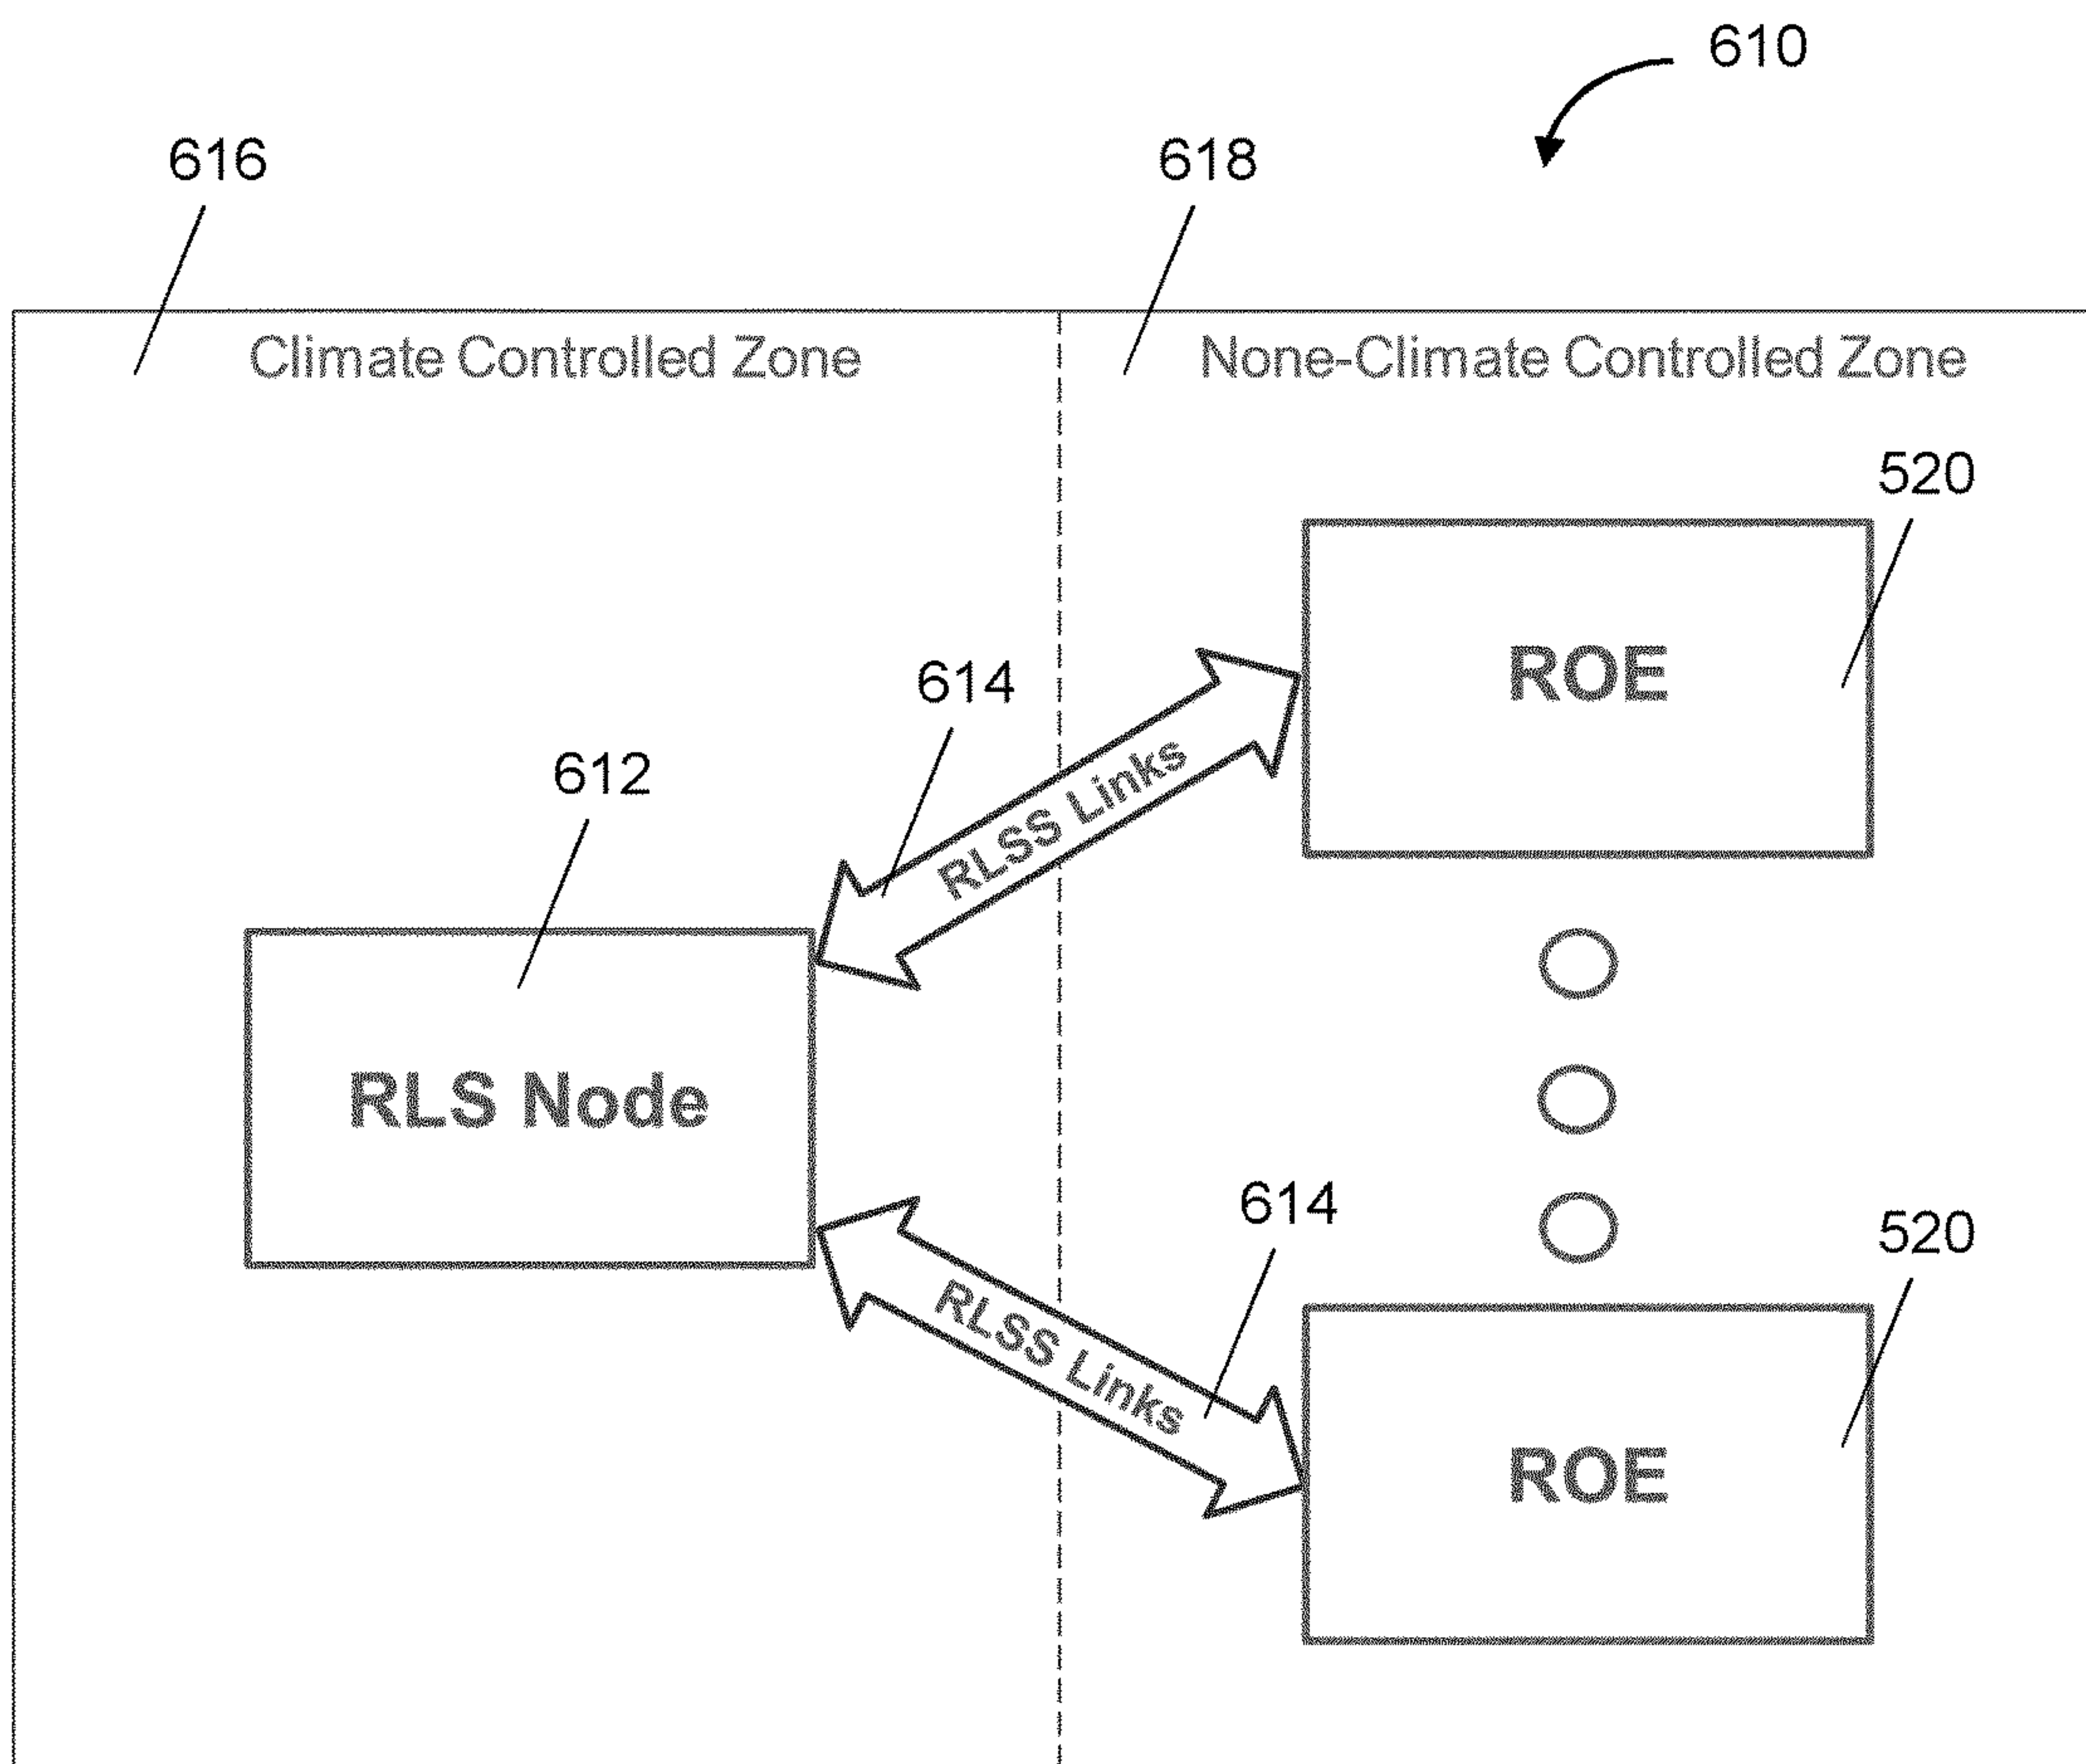 610
616
618
Climate Controlled Zone
None-Climate Controlled Zone
520
ROE
614
RLSS Links
612
RLS Node
614
520
RLSS Links
ROE